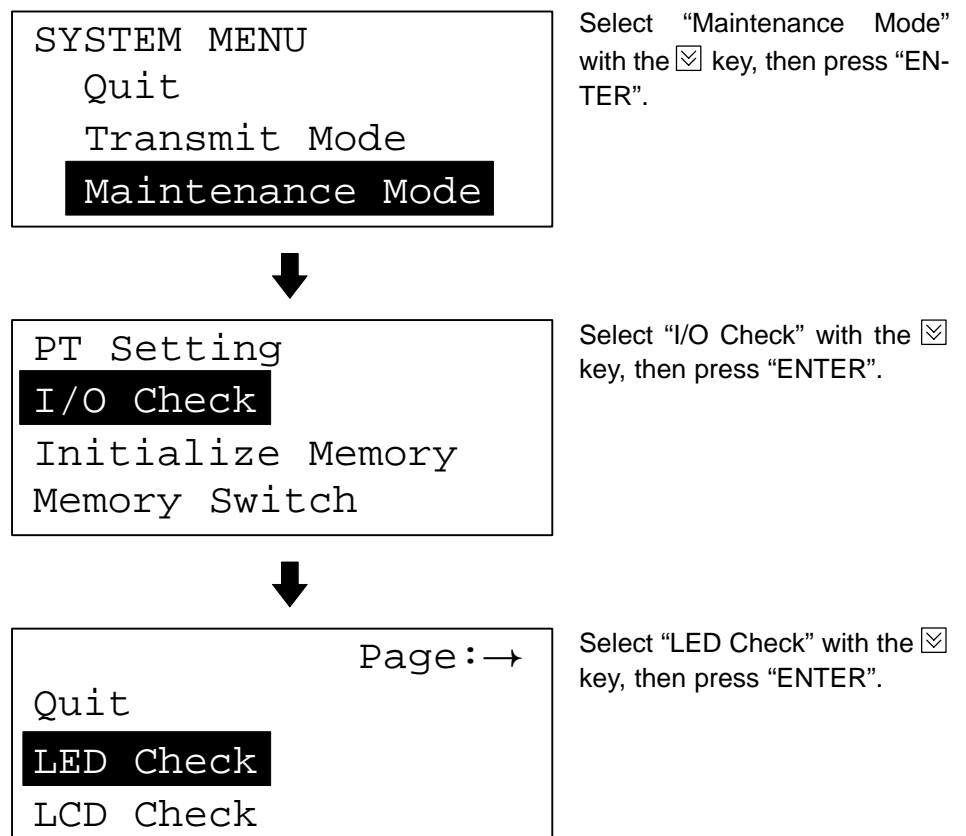 SYSTEM MENU
Quit
Transmit Mode
Maintenance Mode
Select “Maintenance Mode”
with the key, then press “EN-
TER”.
PT Setting
I/O Check
Initialize Memory
Memory Switch
Select “I/O Check” with the
key, then press “ENTER”.
Page:→
Quit
LED Check
LCD Check
Select “LED Check” with the
key, then press “ENTER”.